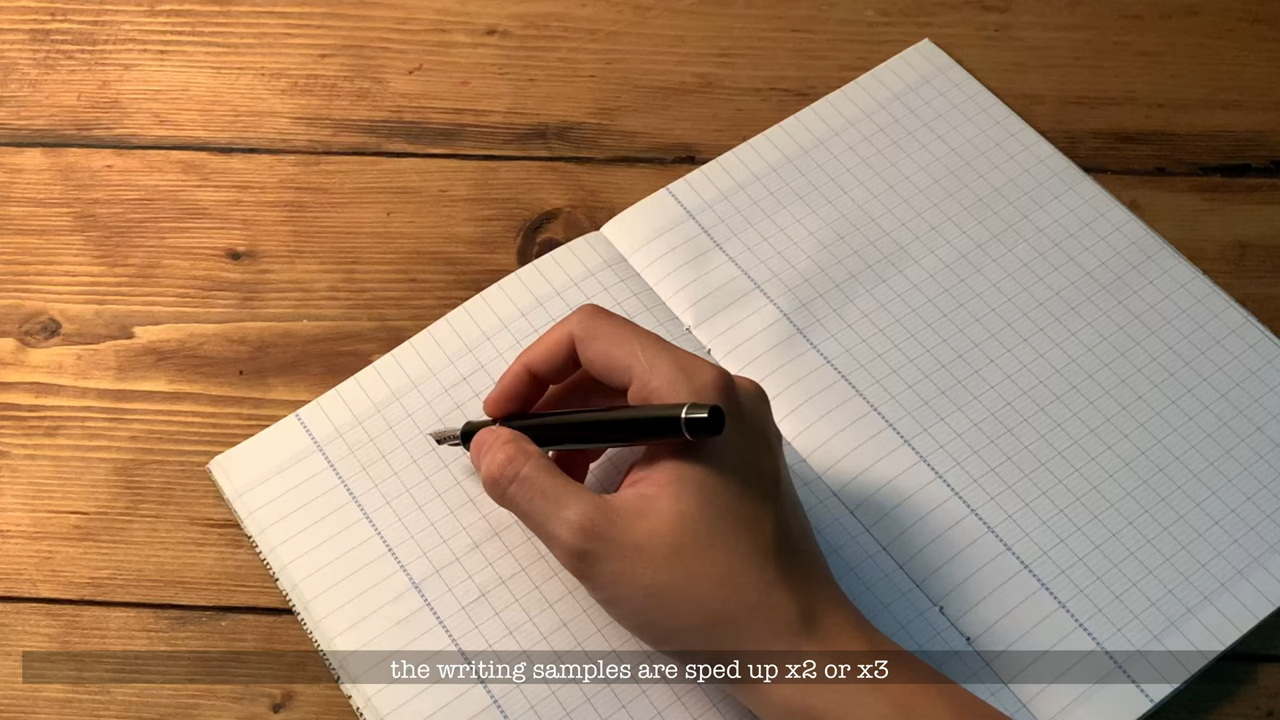 the writing samples are sped up x2 or x3